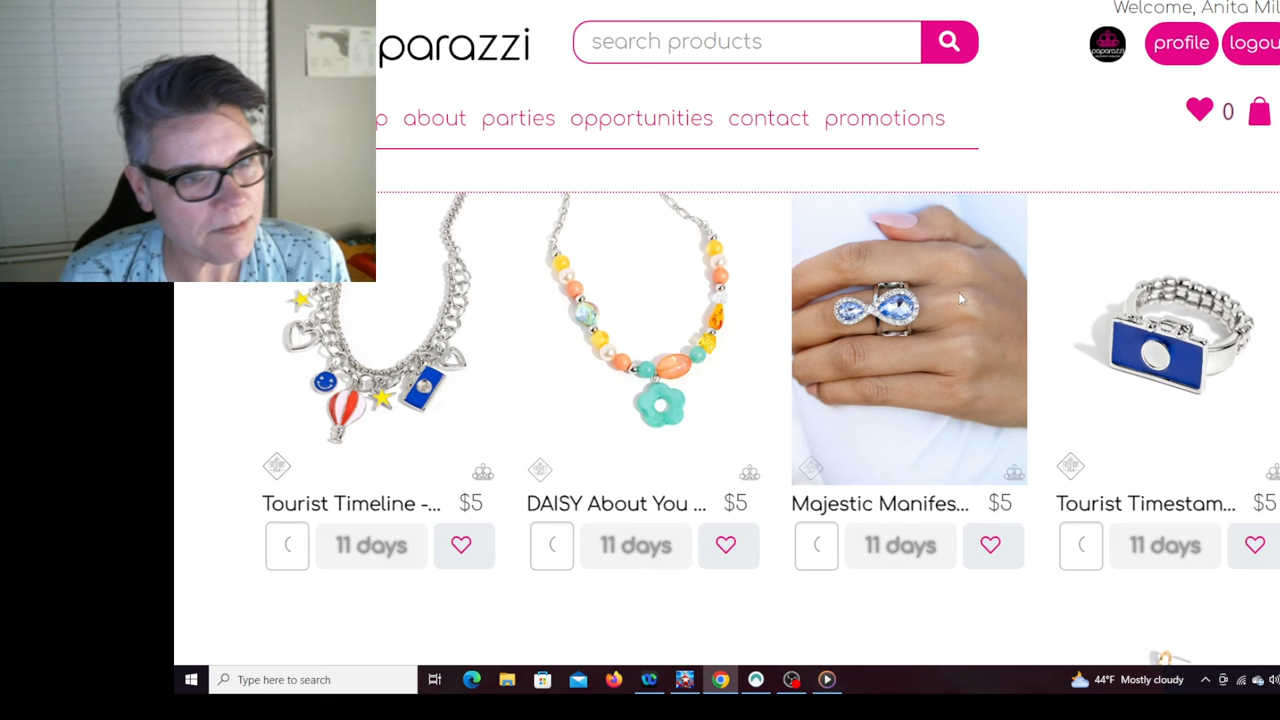 Welcome, Anita Mil
parazzi
search products
profile
logou
paparazzi
p about parties opportunities contact promotions
0
Tourist Timeline -... $5
DAISY About You ... $5
Majestic Manifes... $5
Tourist Timestam... $5
11 days
11 days
11 days
11 days
Type here to search
44°F Mostly cloudy